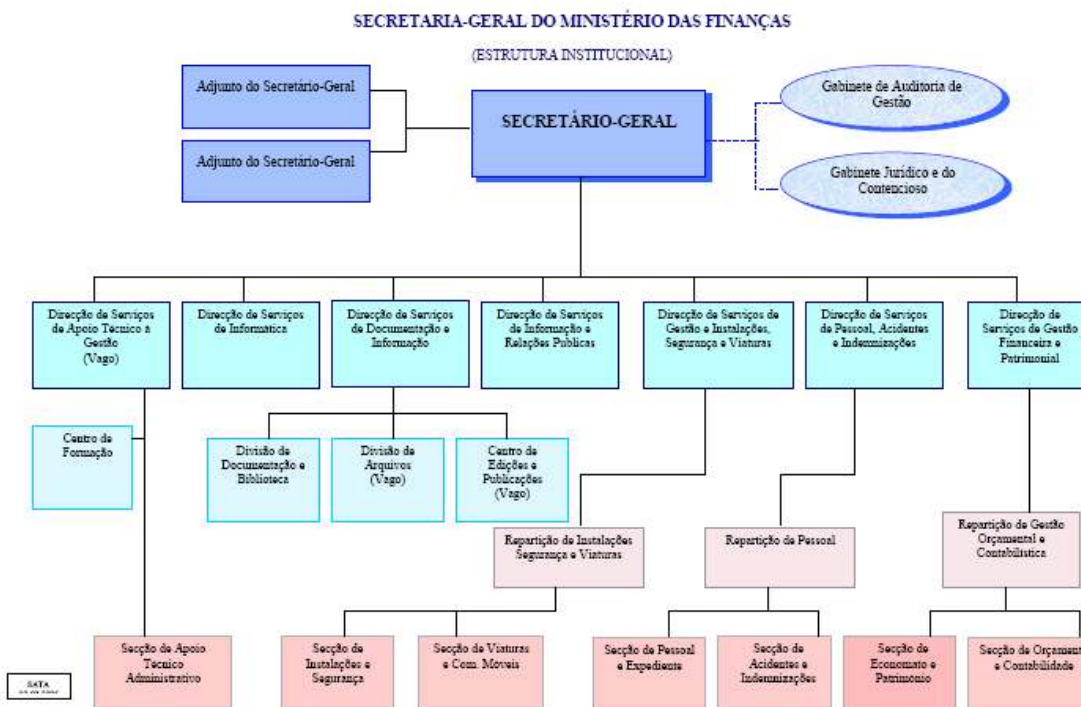 SECRETARIA-GERAL DO MINISTÉRIO DAS FINANÇAS
(ESTRUTURA INSTITUCIONAL)
Adjunto do Secretário-Geral
Adjunto do Secretário-Geral
SECRETÁRIO-GERAL
Gabinete de Auditoria de
Gestão
Gabinete Jurídico e do
Contencioso
Direcção de Serviços
de Apoio Técnico à
Gestão
(Vago)
Direcção de Serviços
de Informática
Direcção de Serviços
de Documentação e
Informação
Direcção de Serviços
de Informação e
Relações Publicas
Direcção de Serviços de
Gestão e Instalações,
Segurança e Viaturas
Direcção de Serviços
de Pessoal, Acidentes
e Indemnizações
Direcção de
Serviços de Gestão
Financeira e
Patrimonial
Centro de
Formação
Divisão de
Documentação e
Biblioteca
Divisão de
Arquivos
(Vago)
Centro de
Edições e
Publicações
(Vago)
Repartição de Instalações
Segurança e Viaturas
Repartição de Pessoal
Repartição de Gestão
Orçamental e
Contabilística
Secção de Apoio
Técnico
Administrativo
Secção de
Instalações e
Segurança
Secção de Viaturas
e Com. Móveis
Secção de Pessoal
e Expediente
Secção de
Acidentes e
Indemnizações
Secção de
Economato e
Património
Secção de Orçament
e Contabilidade
SATA